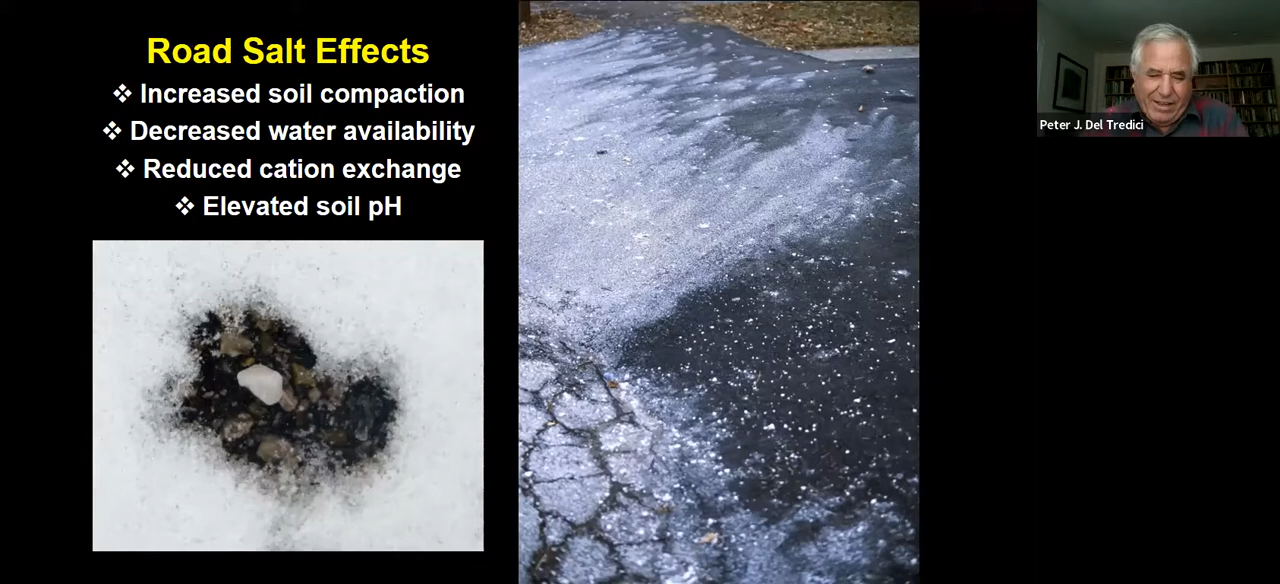 Road Salt Effects
❖ Increased soil compaction
❖ Decreased water availability
❖ Reduced cation exchange
❖ Elevated soil pH
Peter J. Del Tredici